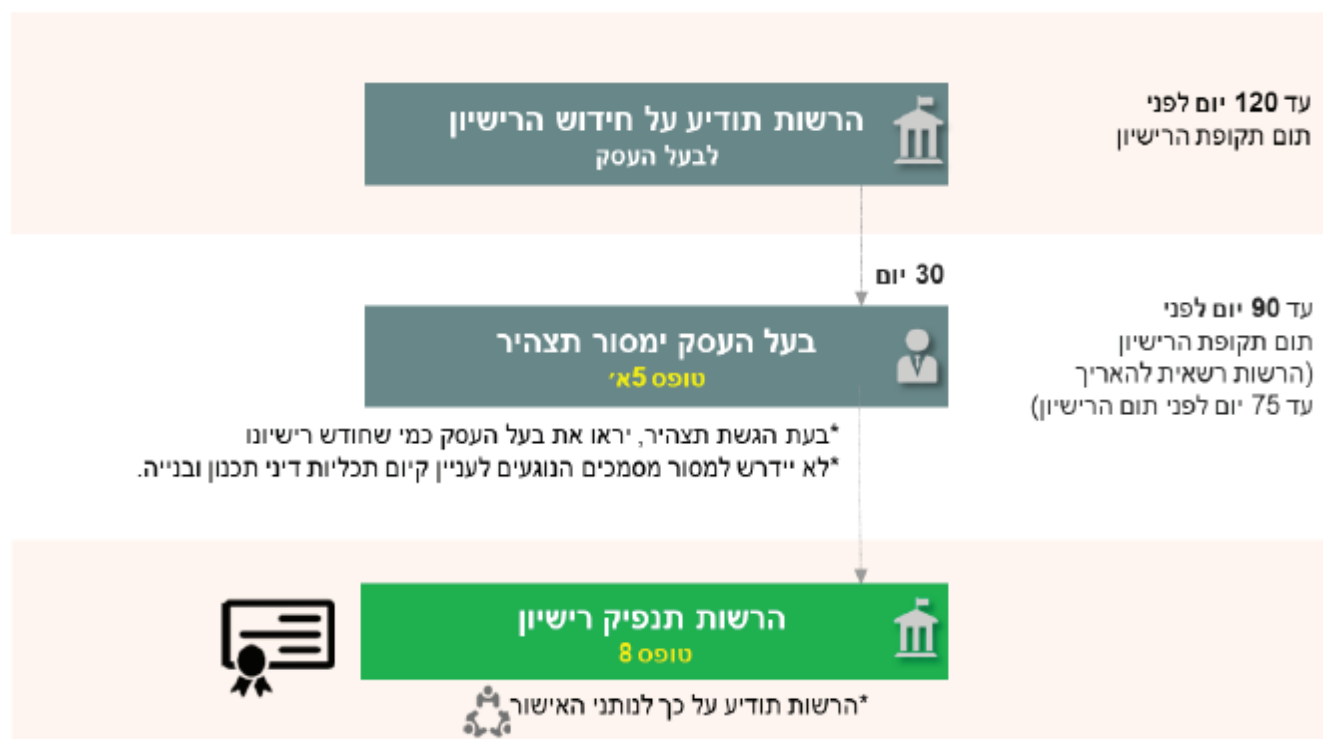 עד 120 יום לפני
תום תקופת הרישיון
הרשות תודיע על חידוש הרישיון
לבעל העסק
30 יום
עד 90 יום לפני
תום תקופת הרישיון
(הרשות רשאית להאריך
עד 75 יום לפני תום הרישיון)
בעל העסק ימסור תצהיר
טופס 5א׳
*בעת הגשת תצהיר, יראו את בעל העסק כמי שחודש רישיונו
*לא יידרש למסור מסמכים הנוגעים לעניין קיום תכליות דיני תכנון ובנייה.
הרשות תנפיק רישיון
טופס 8
*הרשות תודיע על כך לנותני האישור